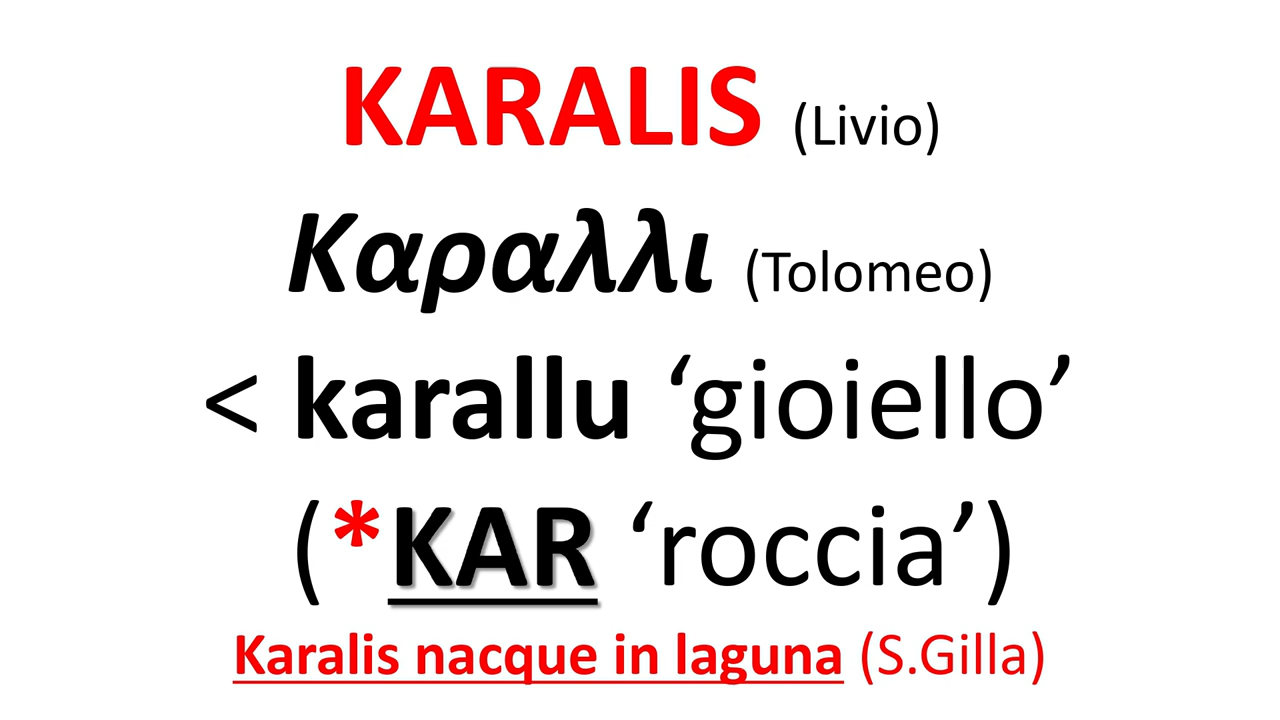 KARALIS (Livio)
Καραλλι (Tolomeo)
< karallu ‘gioiello’
(*KAR ‘roccia’)
Karalis nacque in laguna (S.Gilla)